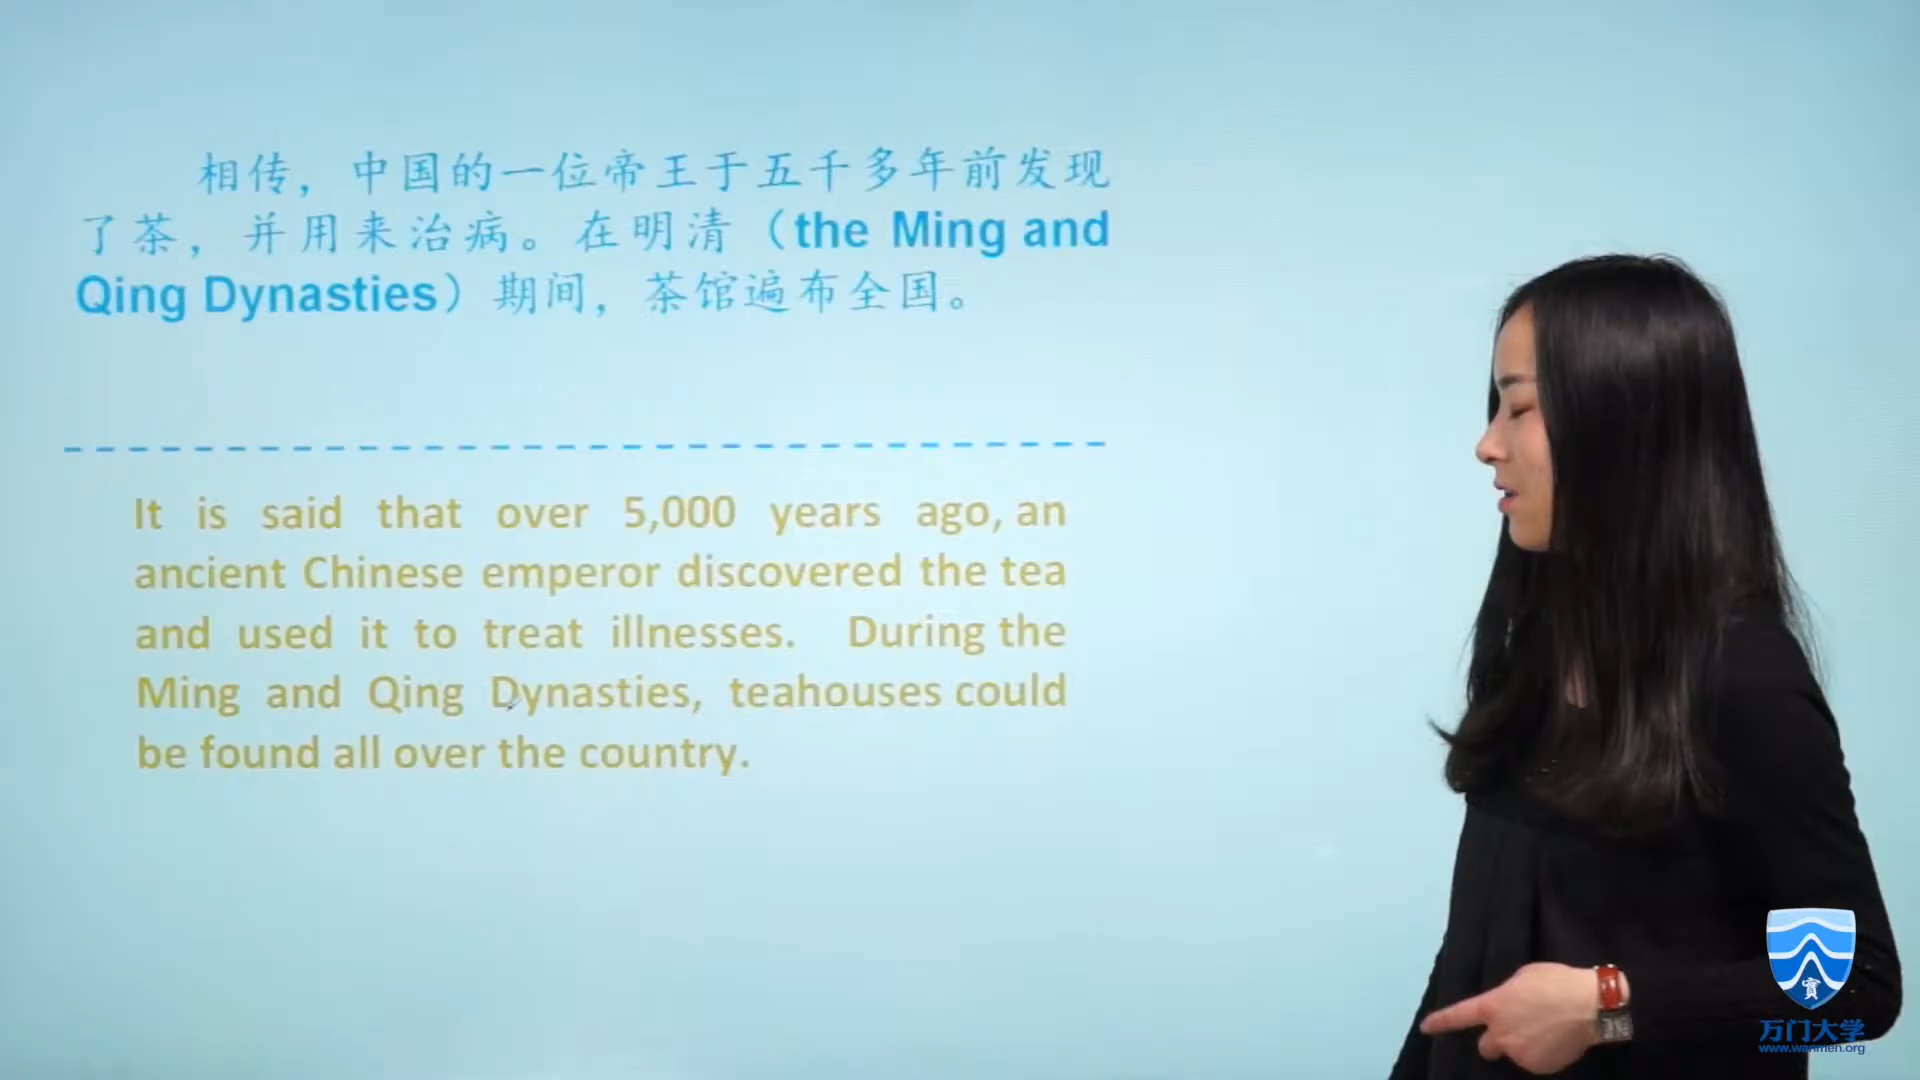 相传，中国的一位帝王于五千多年前发现
了茶，并用来治病。在明清（the Ming and
Qing Dynasties）期间，茶馆遍布全国。
It is said that over 5,000 years ago, an
ancient Chinese emperor discovered the tea
and used it to treat illnesses. During the
Ming and Qing Dynasties, teahouses could
be found all over the country.
万门大学
www.wanmen.org